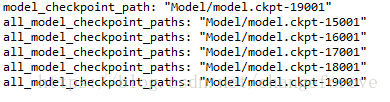 model_checkpoint_path: "Model/model.ckpt-19001"
all_model_checkpoint_paths: "Model/model.ckpt-15001"
all_model_checkpoint_paths: "Model/model.ckpt-16001"
all_model_checkpoint_paths: "Model/model.ckpt-17001"
all_model_checkpoint_paths: "Model/model.ckpt-18001"
all_model_checkpoint_paths: "Model/model.ckpt-19001"